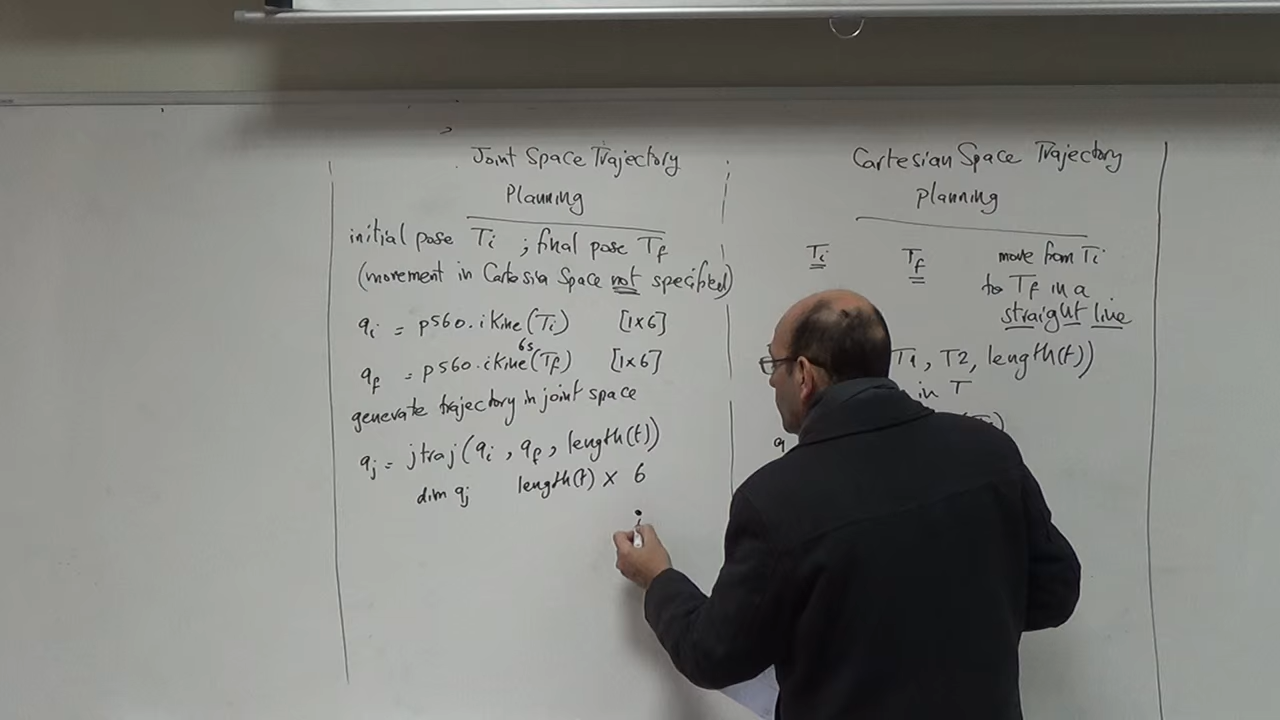 Joint Space Trajectory
Planning
initial pose Ti ; final pose Tf
(movement in Cartesian Space not specified)
qi = p560.ikine(Ti) [1x6]
qf = p560.ikine6s(Tf) [1x6]
generate trajectory in joint space
qj = jtraj(qi, qf, length(t))
dim qj length(t) x 6
Cartesian Space Trajectory
Planning
Ti Tf move from Ti
to Tf in a
straight line
T1, T2, length(t))
in T
q